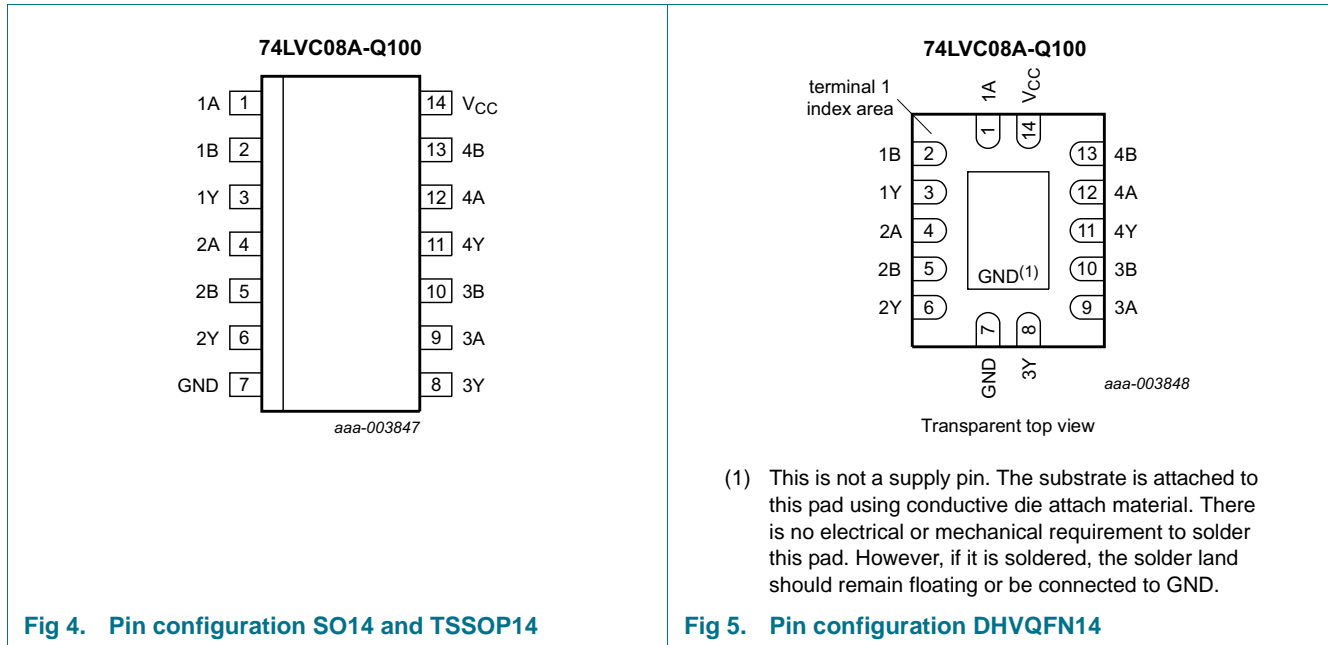 74LVC08A-Q100
1A 1 14 VCC
1B 2 13 4B
1Y 3 12 4A
2A 4 11 4Y
2B 5 10 3B
2Y 6 9 3A
GND 7 8 3Y
aaa-003847
Fig 4. Pin configuration SO14 and TSSOP14
74LVC08A-Q100
terminal 1
index area
1A VCC
1 14
1B 2 13 4B
1Y 3 12 4A
2A 4 11 4Y
2B 5 10 3B
GND(1)
2Y 6 9 3A
7 8
GND 3Y
aaa-003848
Transparent top view
(1) This is not a supply pin. The substrate is attached to
this pad using conductive die attach material. There
is no electrical or mechanical requirement to solder
this pad. However, if it is soldered, the solder land
should remain floating or be connected to GND.
Fig 5. Pin configuration DHVQFN14